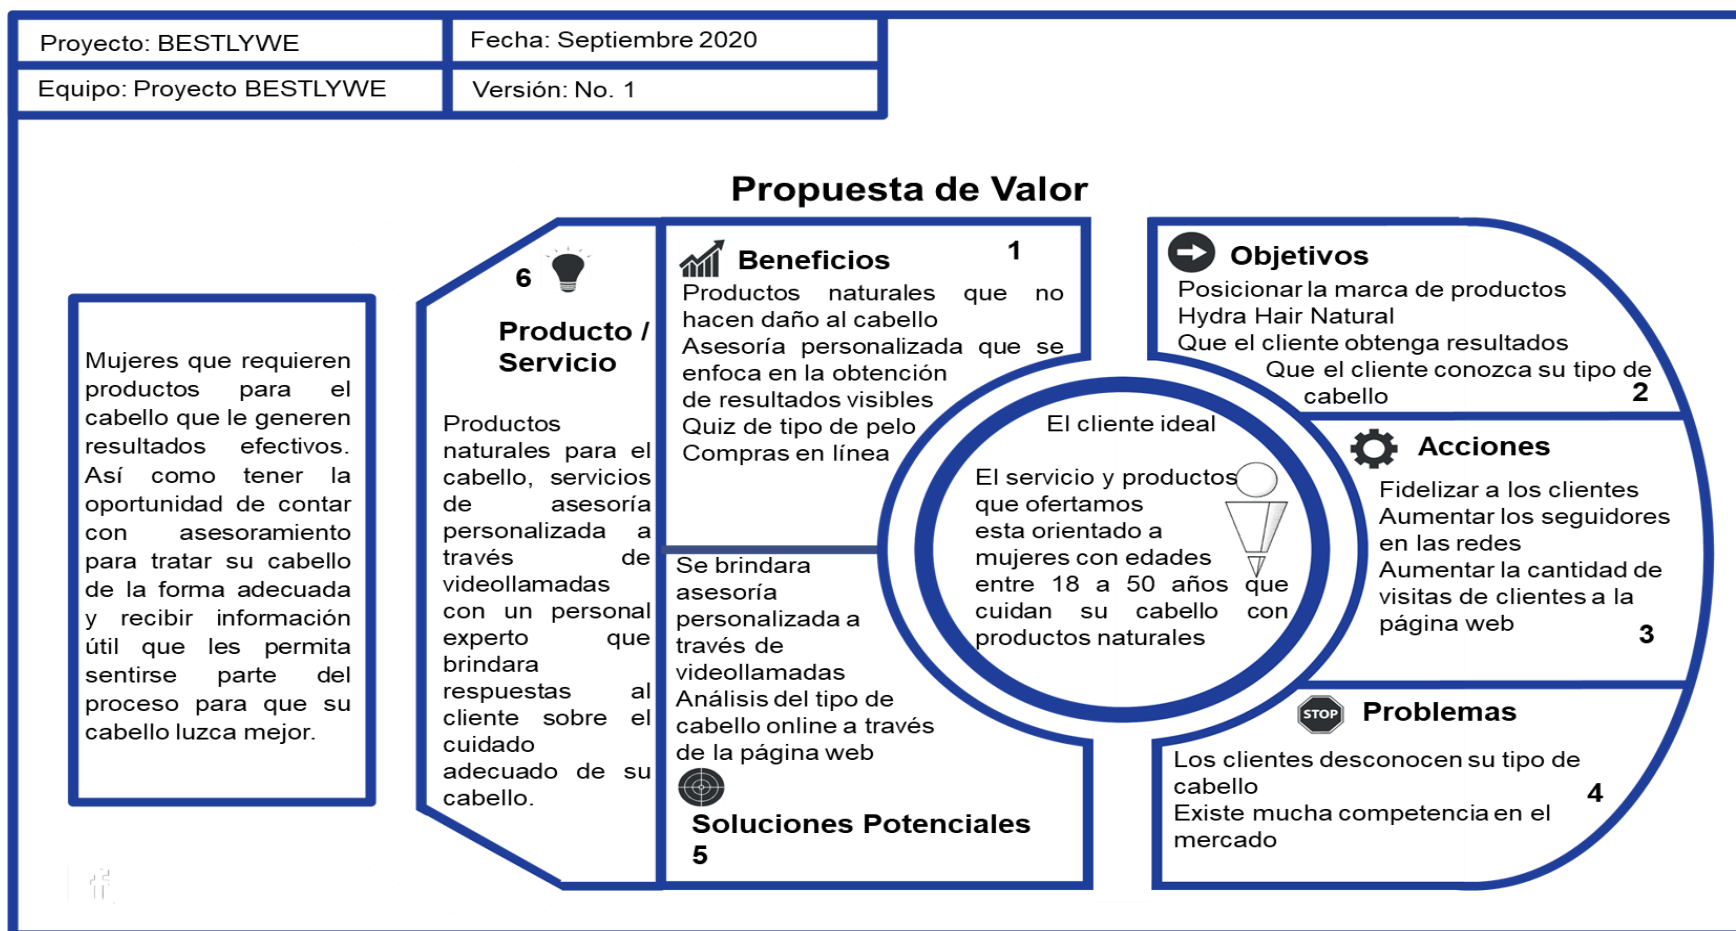 Proyecto: BESTLYWE
Fecha: Septiembre 2020
Equipo: Proyecto BESTLYWE
Versión: No. 1
Propuesta de Valor
Mujeres que requieren
productos para el
cabello que le generen
resultados efectivos.
Así como tener la
oportunidad de contar
con asesoramiento
para tratar su cabello
de la forma adecuada
y recibir información
útil que les permita
sentirse parte del
proceso para que su
cabello luzca mejor.
6
Producto /
Servicio
Productos
naturales para el
cabello, servicios
de asesoría
personalizada a
través de
videollamadas
con un personal
experto que
brindara
respuestas al
cliente sobre el
cuidado
adecuado de su
cabello.
Beneficios
1
Productos naturales que no
hacen daño al cabello
Asesoría personalizada que se
enfoca en la obtención
de resultados visibles
Quiz de tipo de pelo
Compras en línea
Se brindara
asesoría
personalizada a
través de
videollamadas
Análisis del tipo de
cabello online a través
de la página web
Soluciones Potenciales
5
El cliente ideal
El servicio y productos
que ofertamos
esta orientado a
mujeres con edades
entre 18 a 50 años que
cuidan su cabello con
productos naturales
Objetivos
Posicionar la marca de productos
Hydra Hair Natural
Que el cliente obtenga resultados
Que el cliente conozca su tipo de
cabello
2
Acciones
Fidelizar a los clientes
Aumentar los seguidores
en las redes
Aumentar la cantidad de
visitas de clientes a la
página web
3
STOP
Problemas
Los clientes desconocen su tipo de
cabello
Existe mucha competencia en el
mercado
4